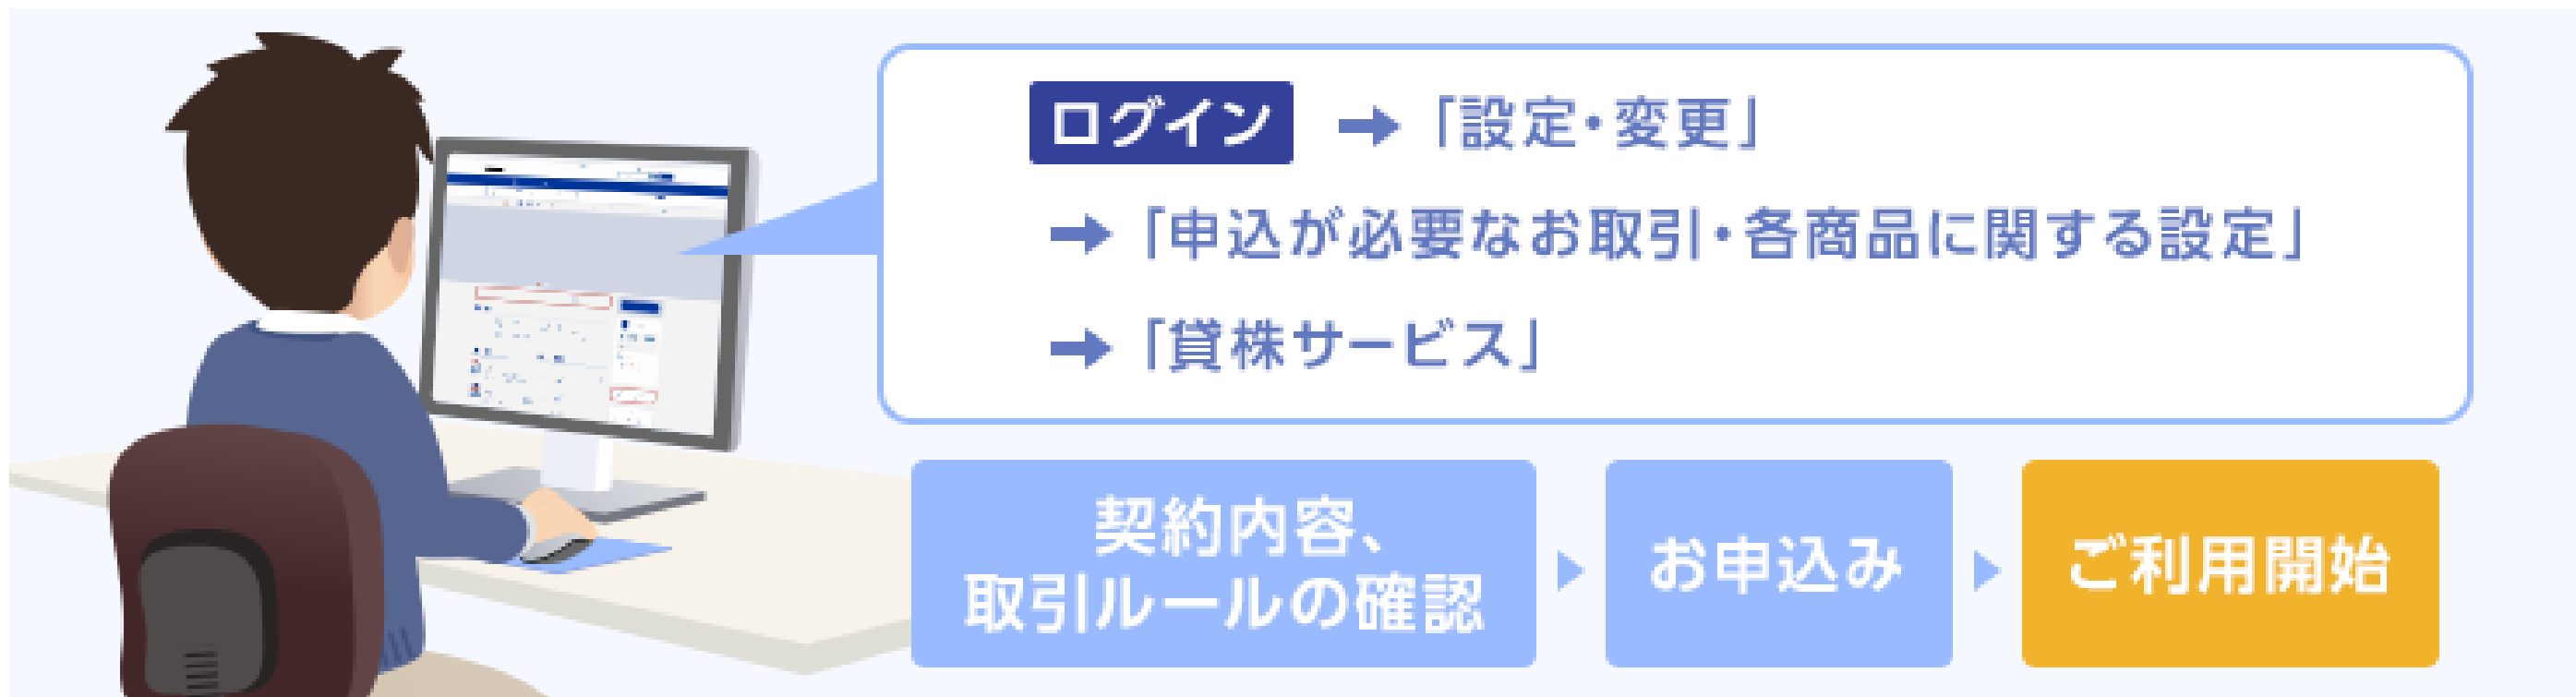 ログイン ➡「設定・変更」
➡「申込が必要なお取引・各商品に関する設定」
➡「貸株サービス」
契約内容、
取引ルールの確認
お申込み
ご利用開始